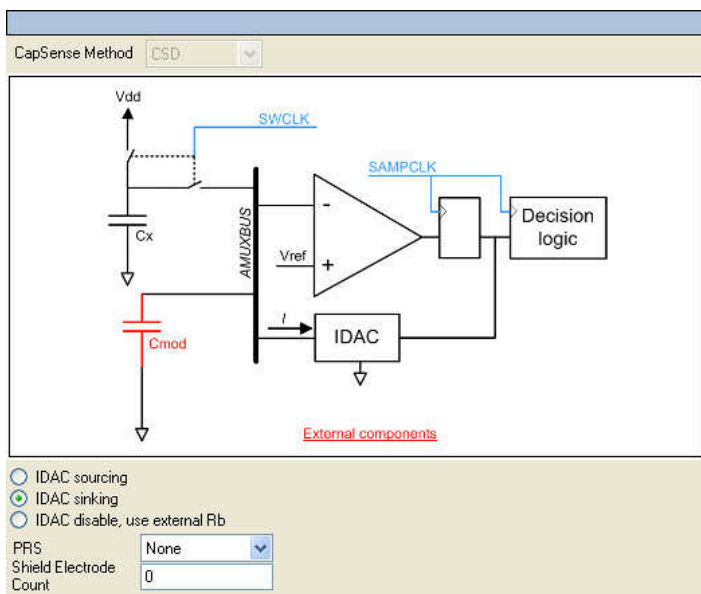 CapSense Method CSD
Vdd
SWCLK
SAMPCLK
Cx
AMUXBUS
-
Vref
+
Decision
logic
I
IDAC
Cmod
External components
IDAC sourcing
IDAC sinking
IDAC disable, use external Rb
PRS None
Shield Electrode
Count 0